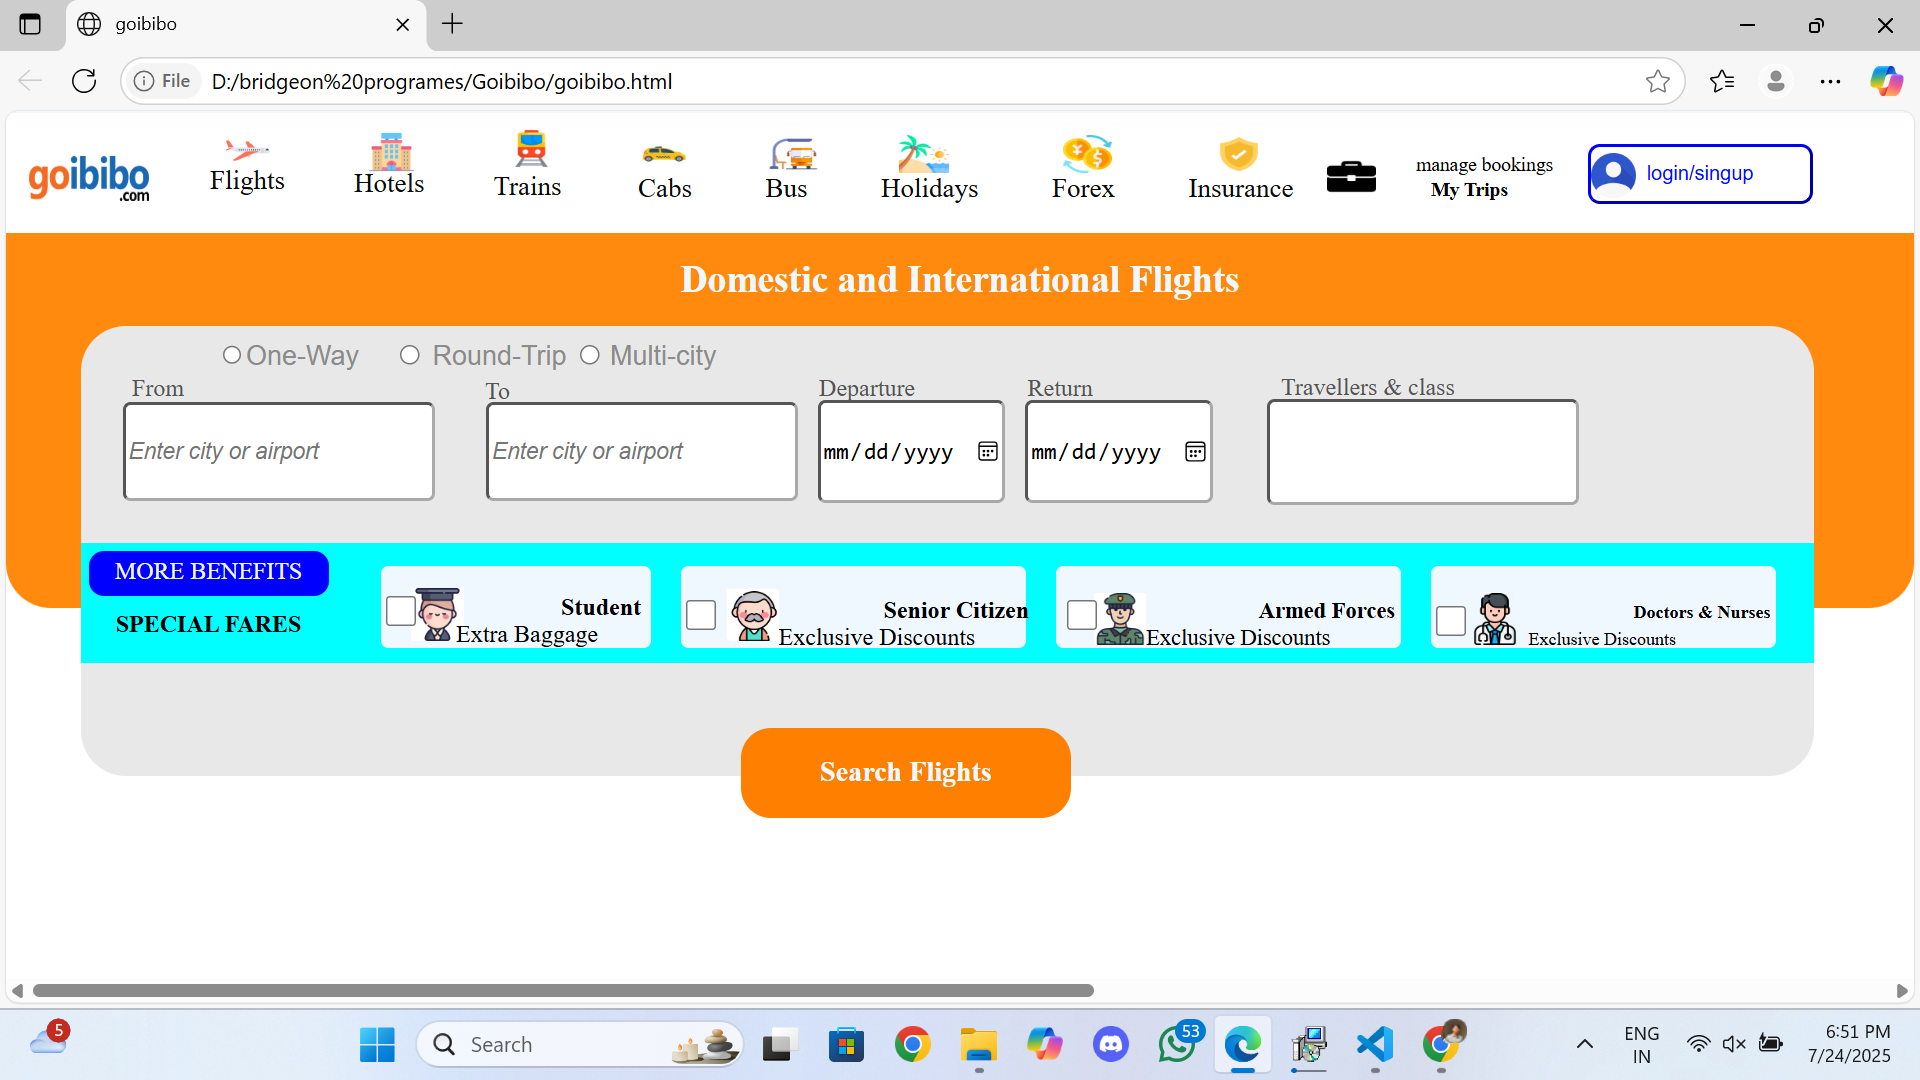 goibibo
File
D:/bridgeon%20programes/Goibibo/goibibo.html
goibibo
.com
Flights
Hotels
Trains
Cabs
Bus
Holidays
Forex
Insurance
manage bookings
My Trips
login/singup
Domestic and International Flights
One-Way
Round-Trip
Multi-city
From
To
Departure
Return
Travellers & class
Enter city or airport
Enter city or airport
mm/dd/yyyy
mm/dd/yyyy
MORE BENEFITS
SPECIAL FARES
Student
Extra Baggage
Senior Citizen
Exclusive Discounts
Armed Forces
Exclusive Discounts
Doctors & Nurses
Exclusive Discounts
Search Flights
5
Search
53
ENG
IN
6:51 PM
7/24/2025